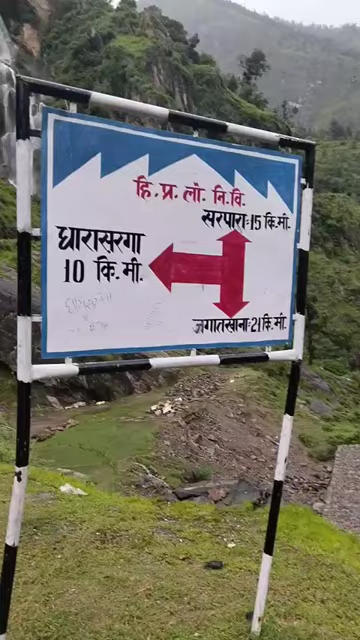 हि.प्र.लो.नि.वि.
सरपारा:15 कि.मी.
घारासरगा
10 कि.मी.
जगातखाना:21 कि.मी.